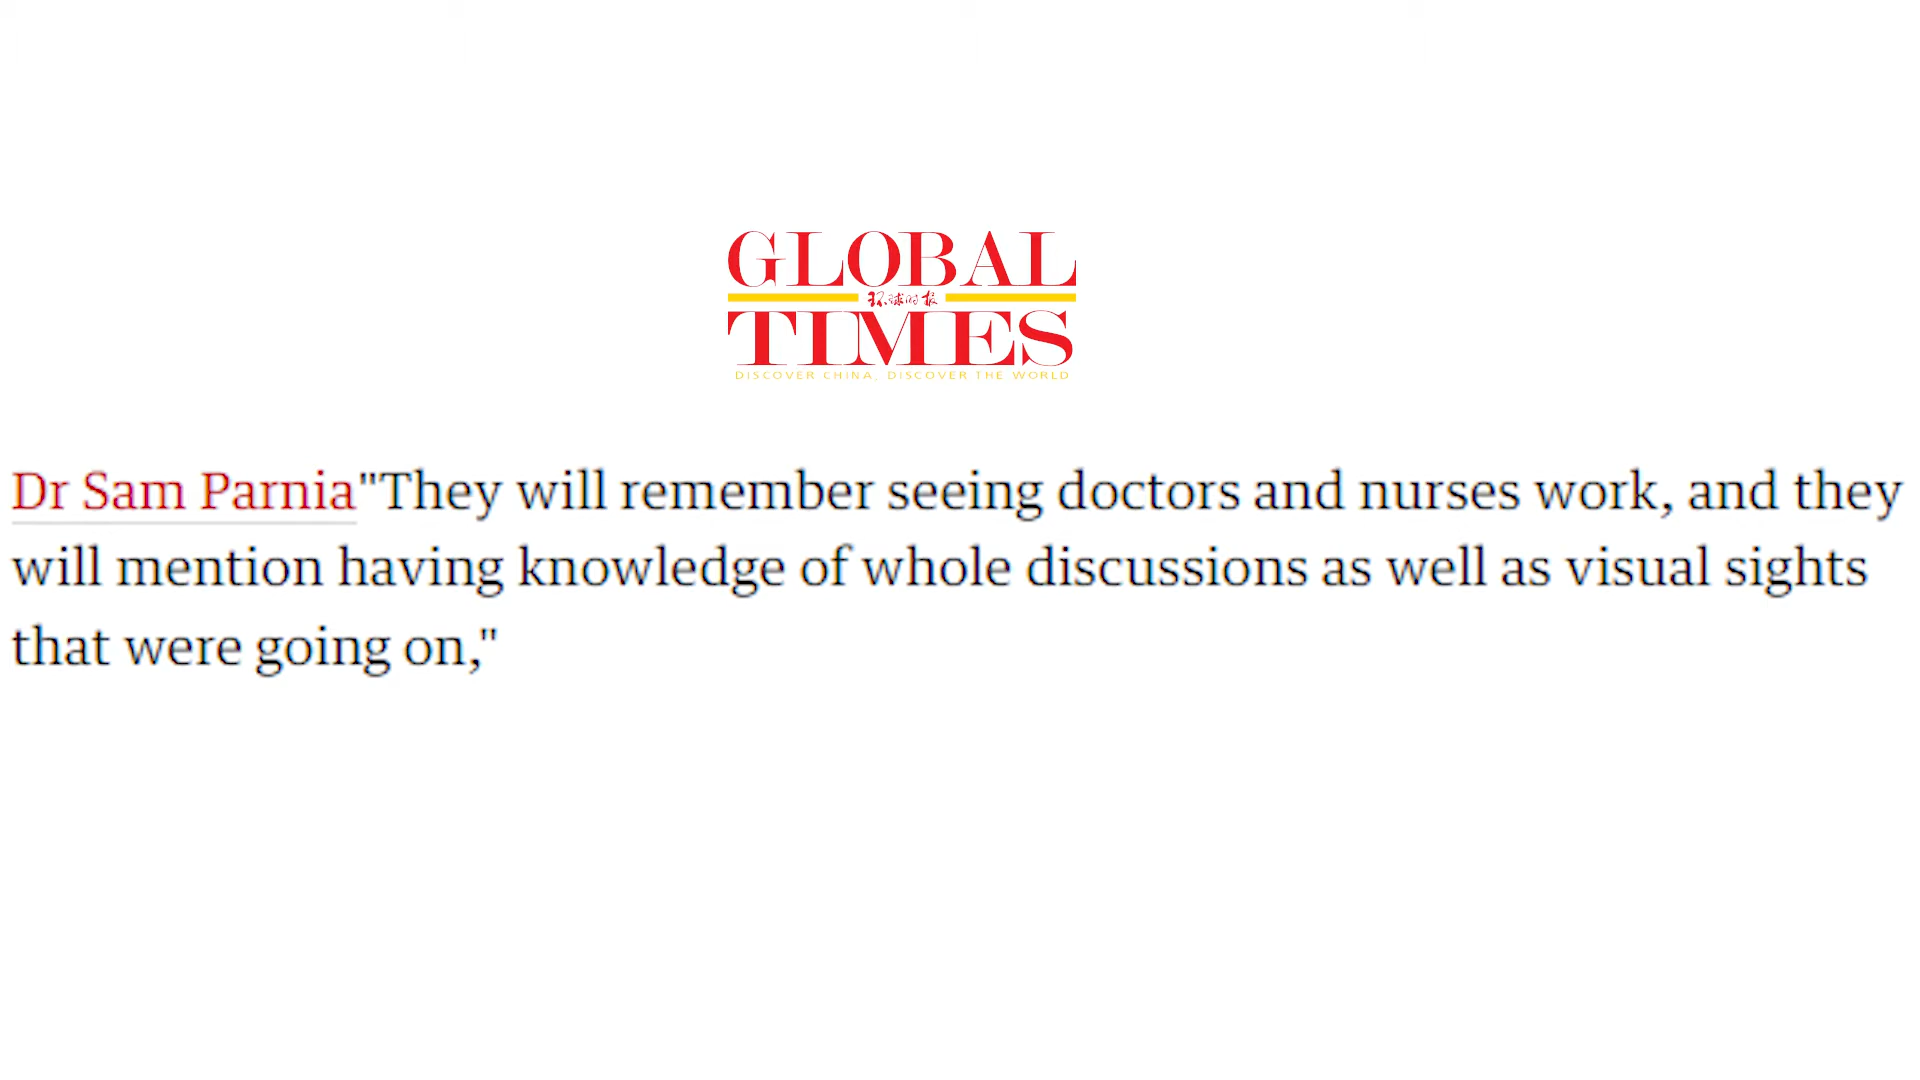 GLOBAL
环球时报
TIMES
DISCOVER CHINA, DISCOVER THE WORLD
Dr Sam Parnia"They will remember seeing doctors and nurses work, and they
will mention having knowledge of whole discussions as well as visual sights
that were going on,"